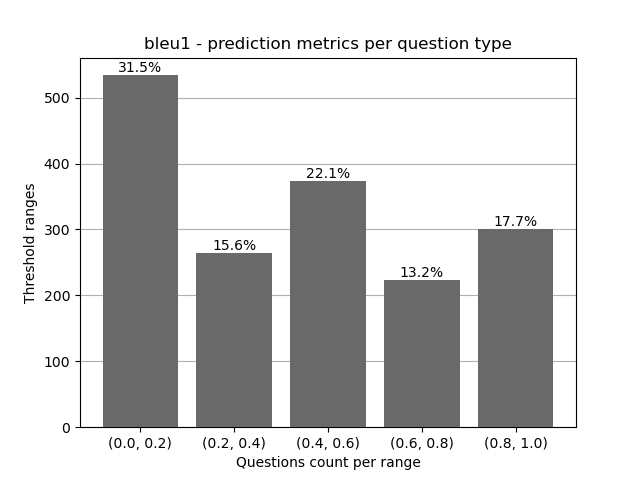 bleu1 - prediction metrics per question type
31.5%
15.6%
22.1%
13.2%
17.7%
Threshold ranges
500
400
300
200
100
0
(0.0, 0.2) (0.2, 0.4) (0.4, 0.6) (0.6, 0.8) (0.8, 1.0)
Questions count per range